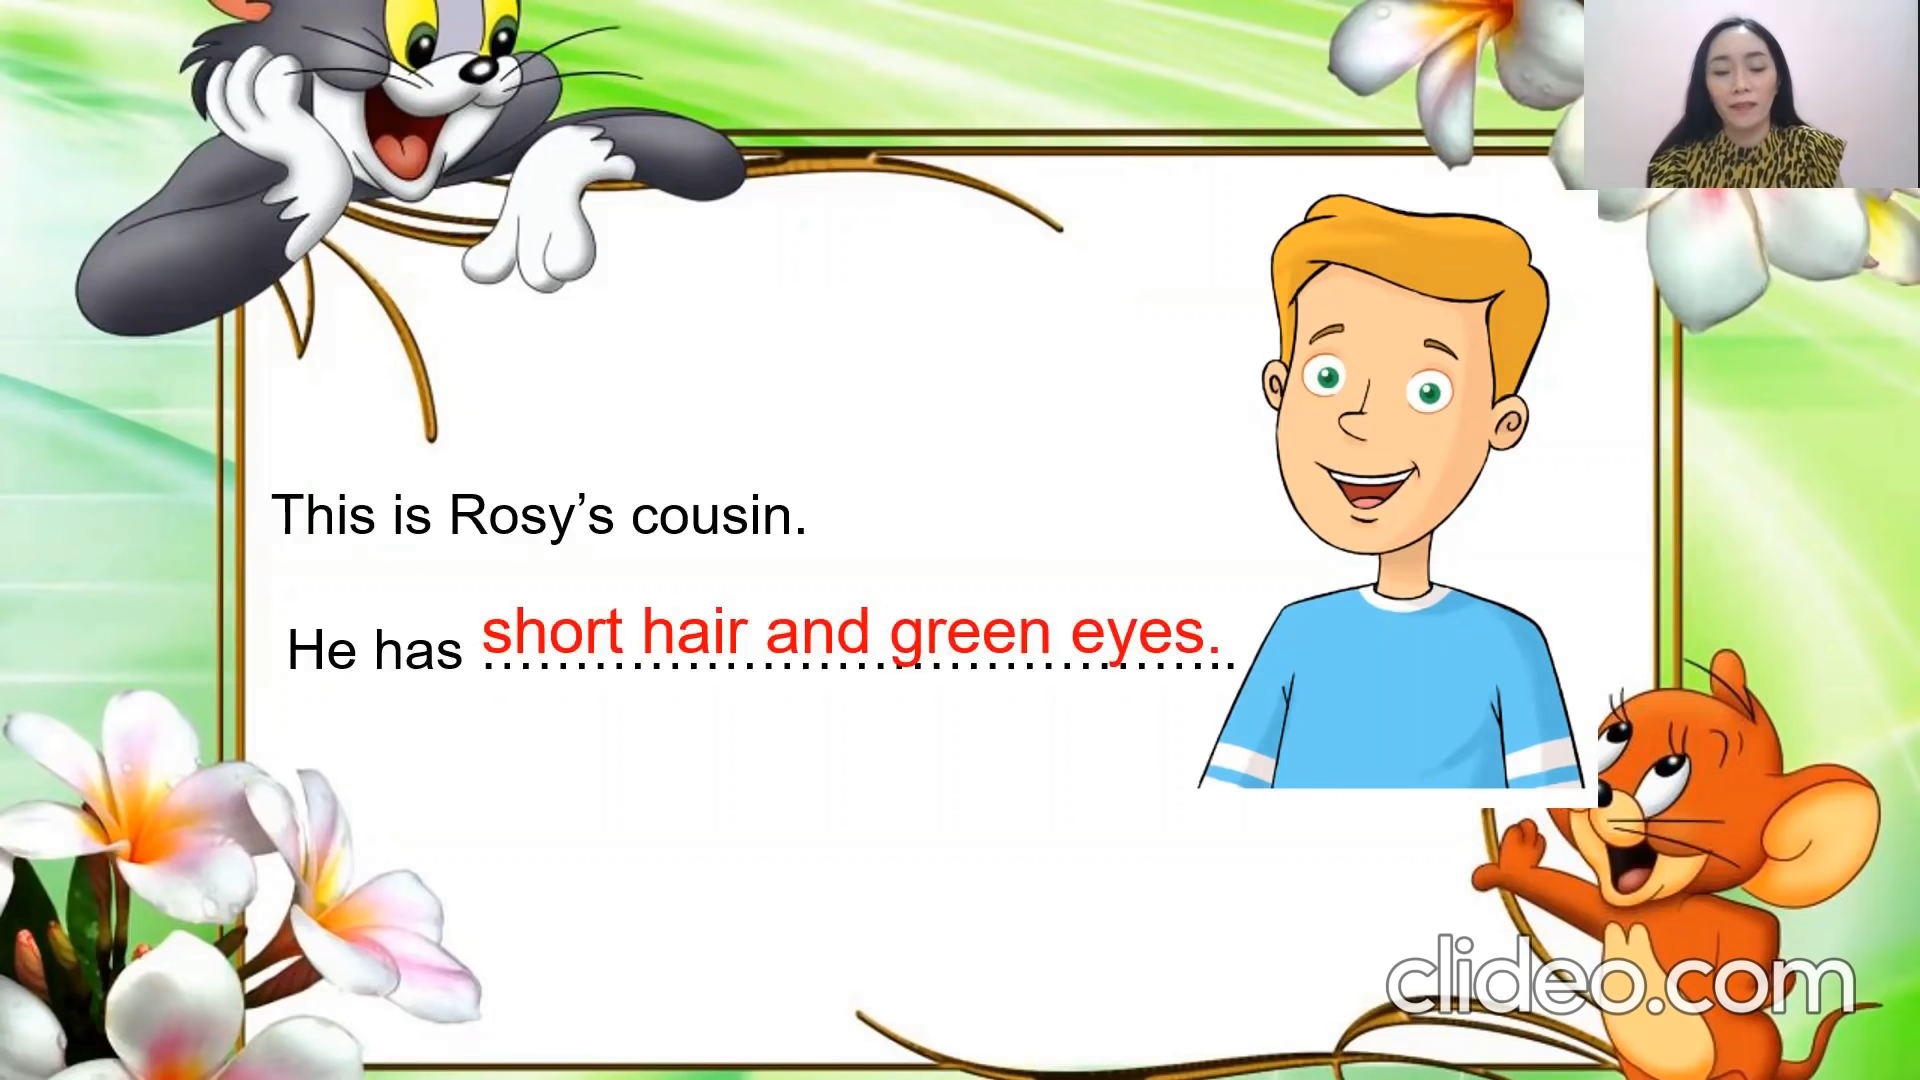 This is Rosy’s cousin.
He has short hair and green eyes.
clideo.com